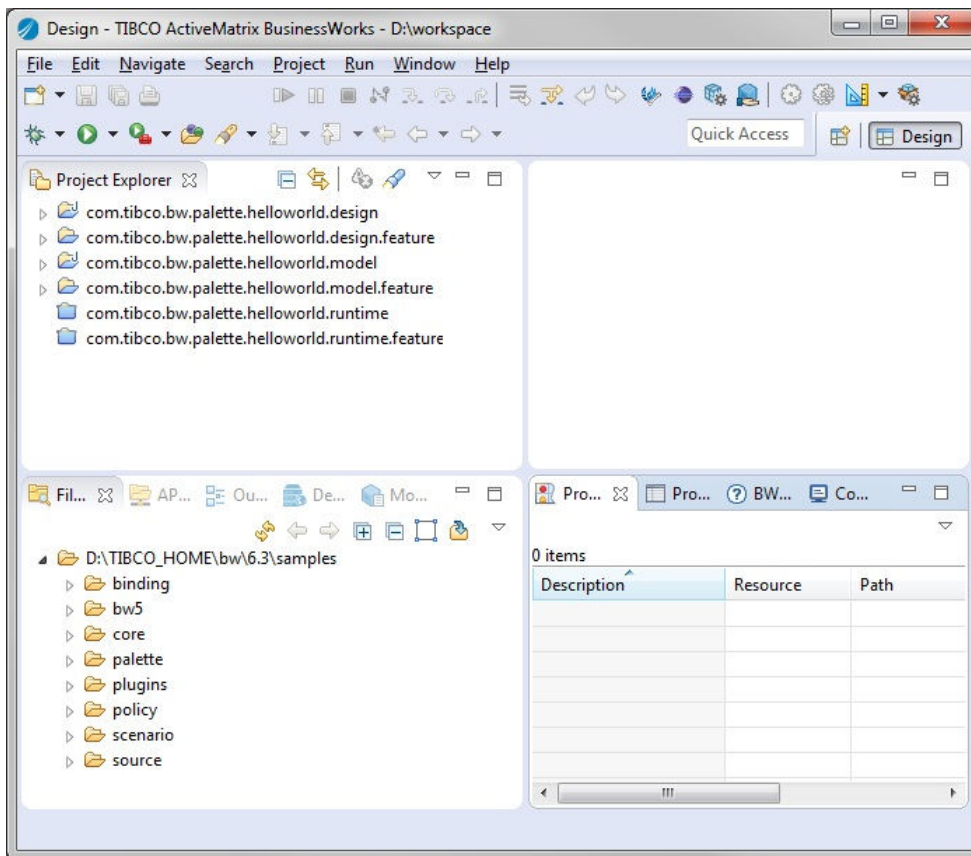 Design - TIBCO ActiveMatrix BusinessWorks - D:\workspace
File Edit Navigate Search Project Run Window Help
Quick Access Design
Project Explorer
com.tibco.bw.palette.helloworld.design
com.tibco.bw.palette.helloworld.design.feature
com.tibco.bw.palette.helloworld.model
com.tibco.bw.palette.helloworld.model.feature
com.tibco.bw.palette.helloworld.runtime
com.tibco.bw.palette.helloworld.runtime.feature
Fil... AP... Ou... De... Mo...
D:\TIBCO_HOME\bw\6.3\samples
binding
bw5
core
palette
plugins
policy
scenario
source
Pro... Pro... BW... Co...
0 items
Description Resource Path